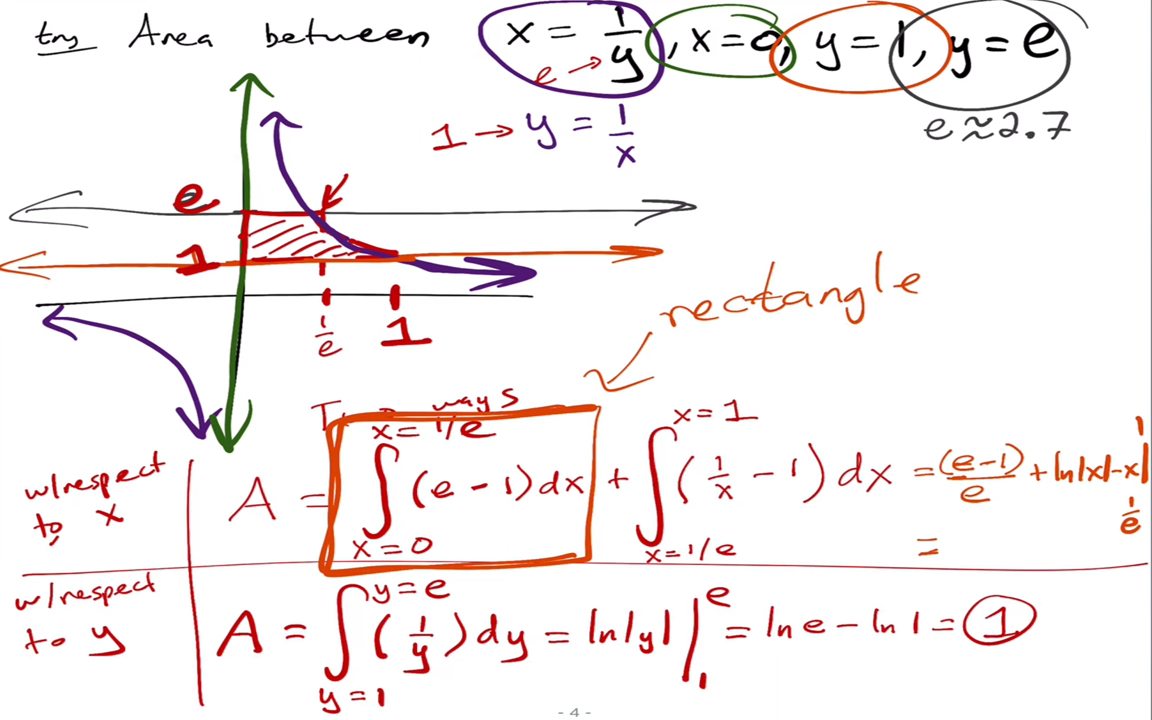 try Area between x = 1/y, x=0, y=1, y=e
e →
1 → y = 1/x
e≈2.7
e
1
1/e
1
rectangle
ways
w/respect to x
A = ∫_{x=0}^{x=1/e} (e-1)dx + ∫_{x=1/e}^{x=1} (1/x - 1) dx = (e-1)/e + ln|x|-x|_{1/e}^{1}
=
w/respect to y
A = ∫_{y=1}^{y=e} (1/y)dy = ln|y| |_{1}^{e} = ln e - ln 1 = 1
- 4 -